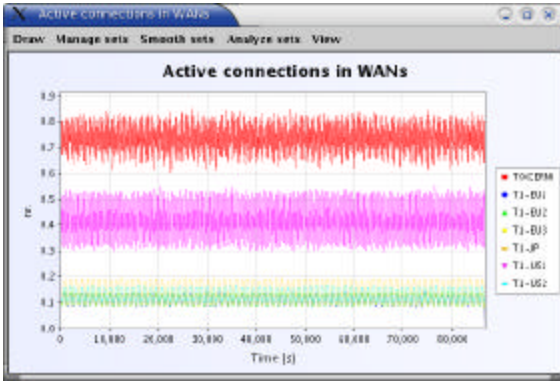 Active connections in WANs
Draw Manage sets Smooth sets Analyze sets View
Active connections in WANs
0.9
0.8
0.7
0.6
0.5
0.4
0.3
0.2
0.1
0.0
0 10,000 20,000 30,000 40,000 50,000 60,000 70,000 80,000
Time (s)
T1-EU1
T1-EU2
T1-EU3
T1-JP
T1-US1
T1-US2